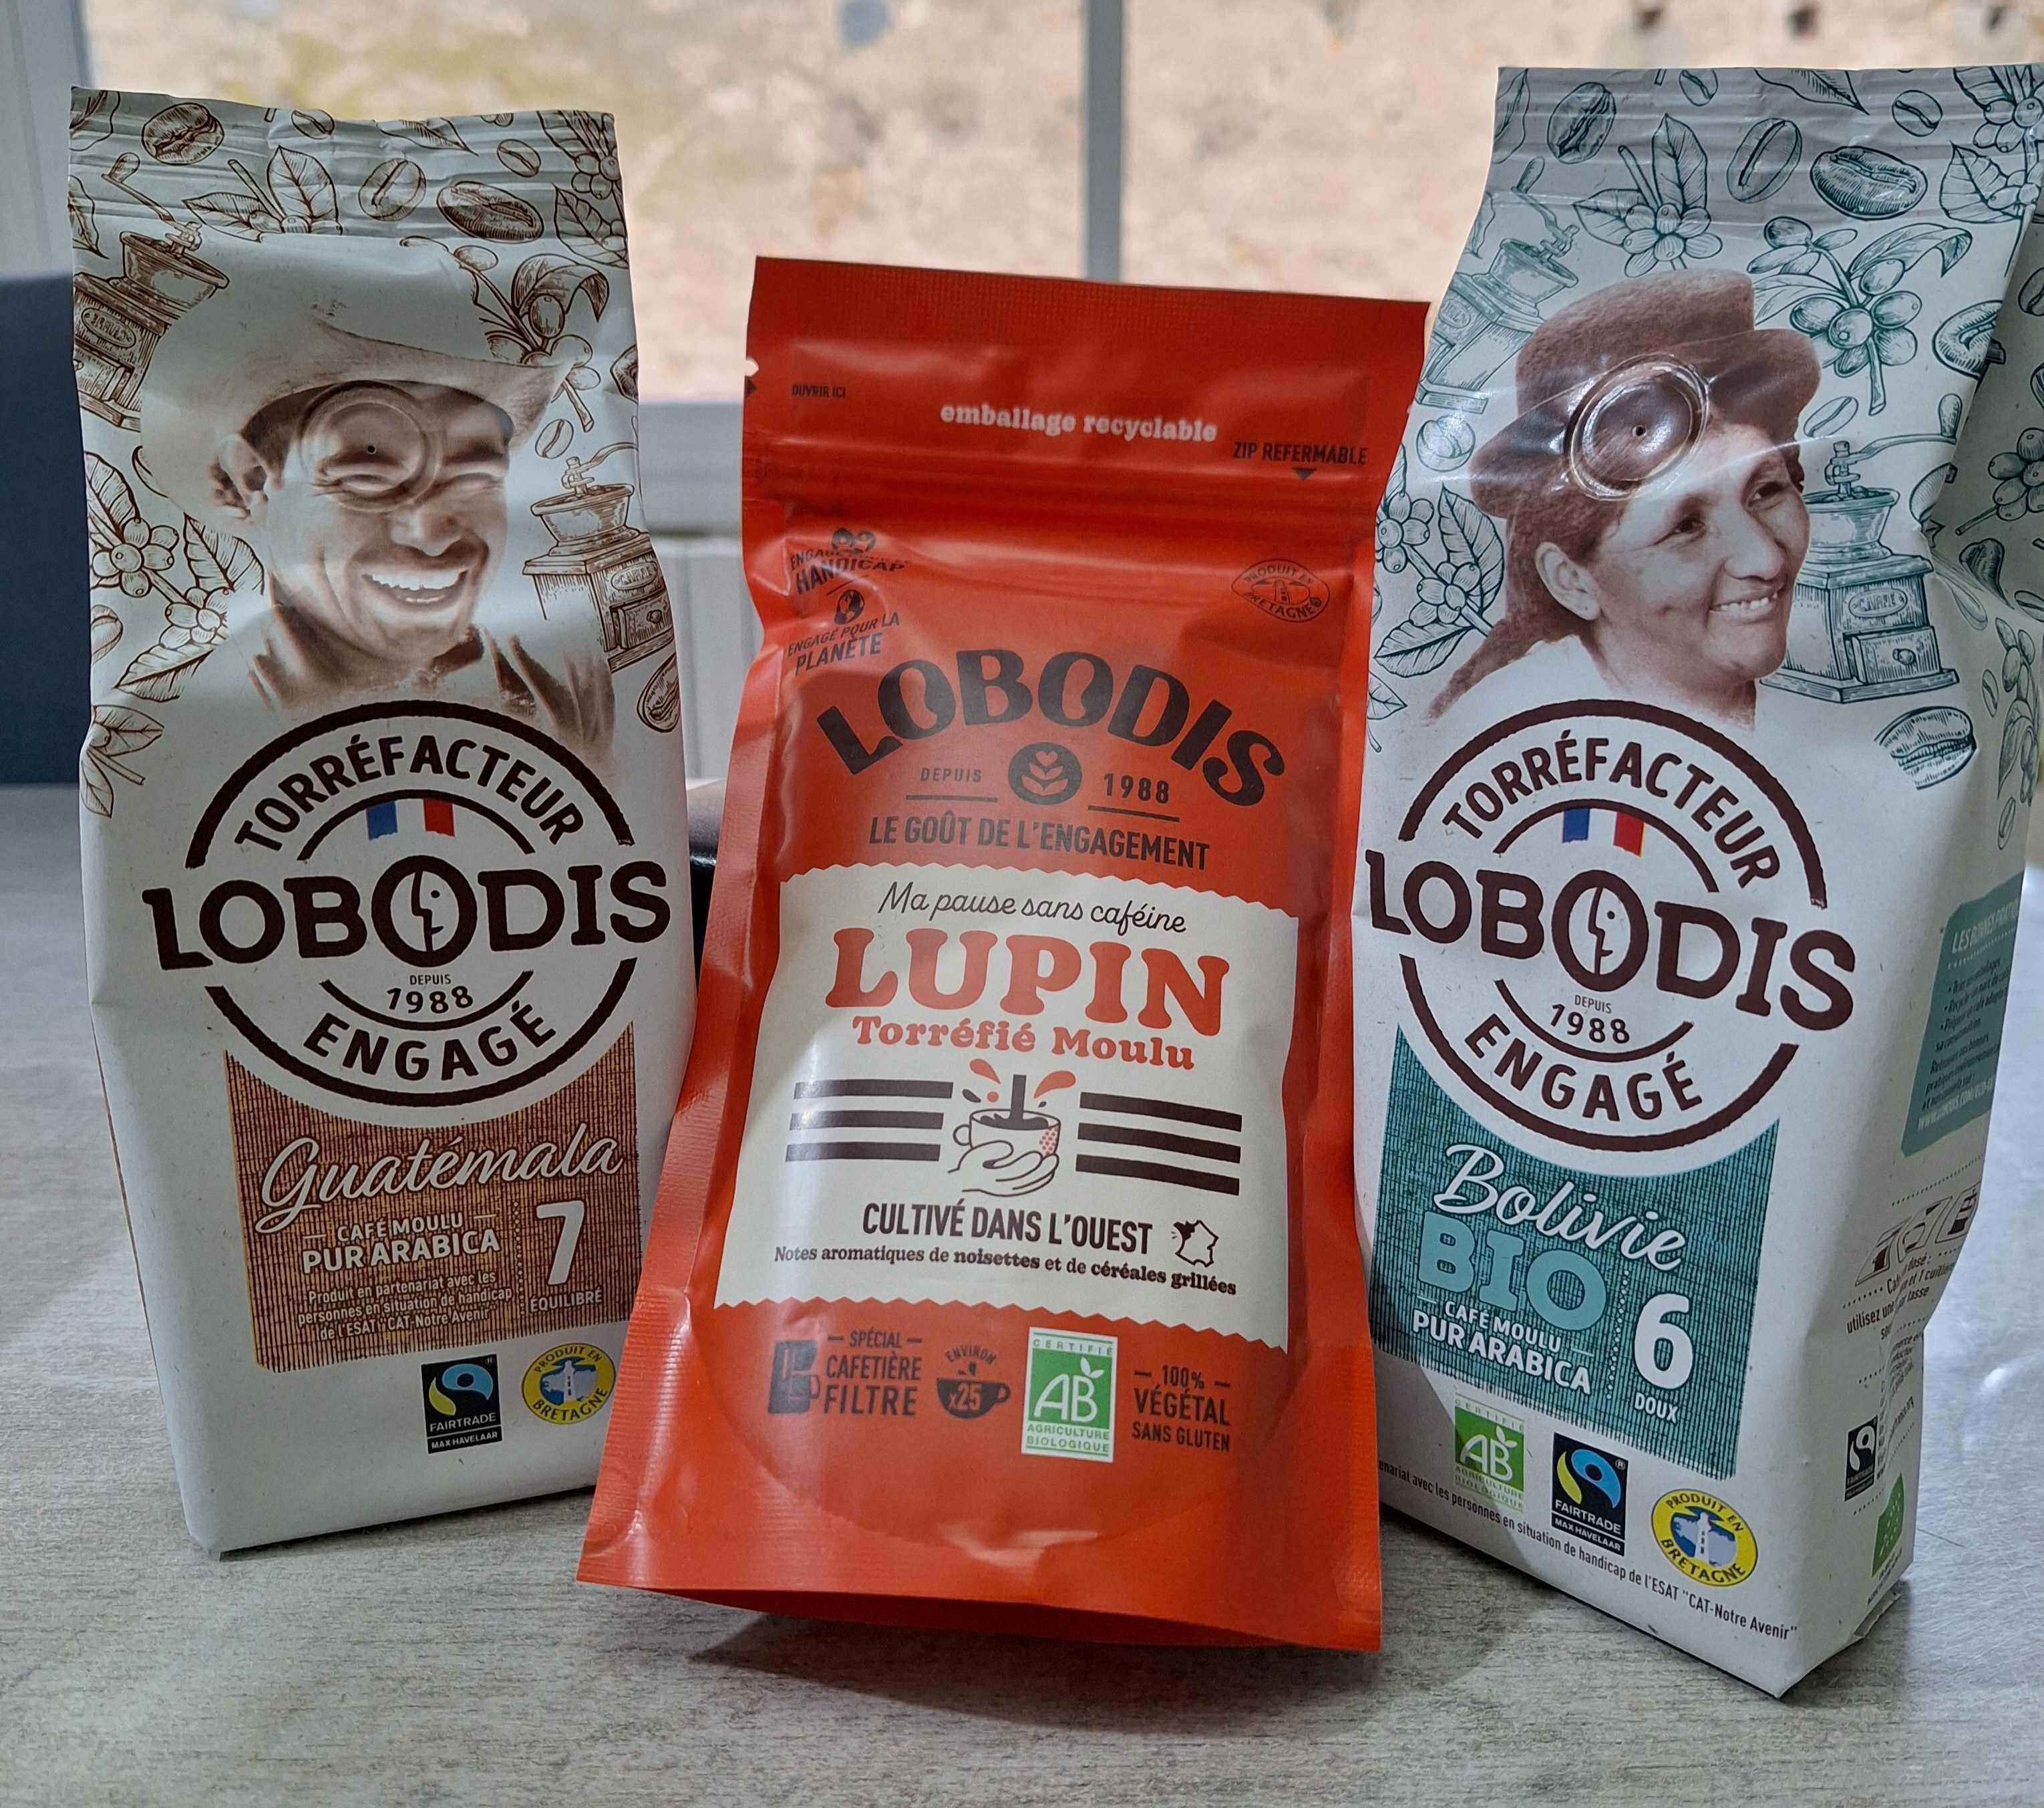 TORRÉFACTEUR
LOBODIS
DEPUIS
1988
ENGAGÉ
Guatémala
CAFÉ MOULU
PUR ARABICA
7
ÉQUILIBRÉ
Produit en partenariat avec les
personnes en situation de handicap
de l'ESAT "CAT-Notre Avenir"
FAIRTRADE
MAX HAVELAAR
PRODUIT EN
BRETAGNE
OUVRIR ICI
emballage recyclable
ZIP REFERMABLE
HANDICAP
ENGAGÉ POUR LA
PLANÈTE
PRODUIT EN
BRETAGNE
LOBODIS
DEPUIS 1988
LE GOÛT DE L'ENGAGEMENT
Ma pause sans caféine
LUPIN
Torréfié Moulu
CULTIVÉ DANS L'OUEST
Notes aromatiques de noisettes et de céréales grillées
SPÉCIAL
CAFETIÈRE
FILTRE
ENVIRON
x25
CERTIFIÉ
AB
AGRICULTURE
BIOLOGIQUE
100%
VÉGÉTAL
SANS GLUTEN
TORRÉFACTEUR
LOBODIS
DEPUIS
1988
ENGAGÉ
Bolivie
BIO
CAFÉ MOULU
PUR ARABICA
6
DOUX
CERTIFIÉ
AB
AGRICULTURE
BIOLOGIQUE
FAIRTRADE
MAX HAVELAAR
PRODUIT EN
BRETAGNE
avec les personnes en situation de handicap de l'ESAT "CAT-Notre Avenir"
LES BONNES
FAIRTRADE